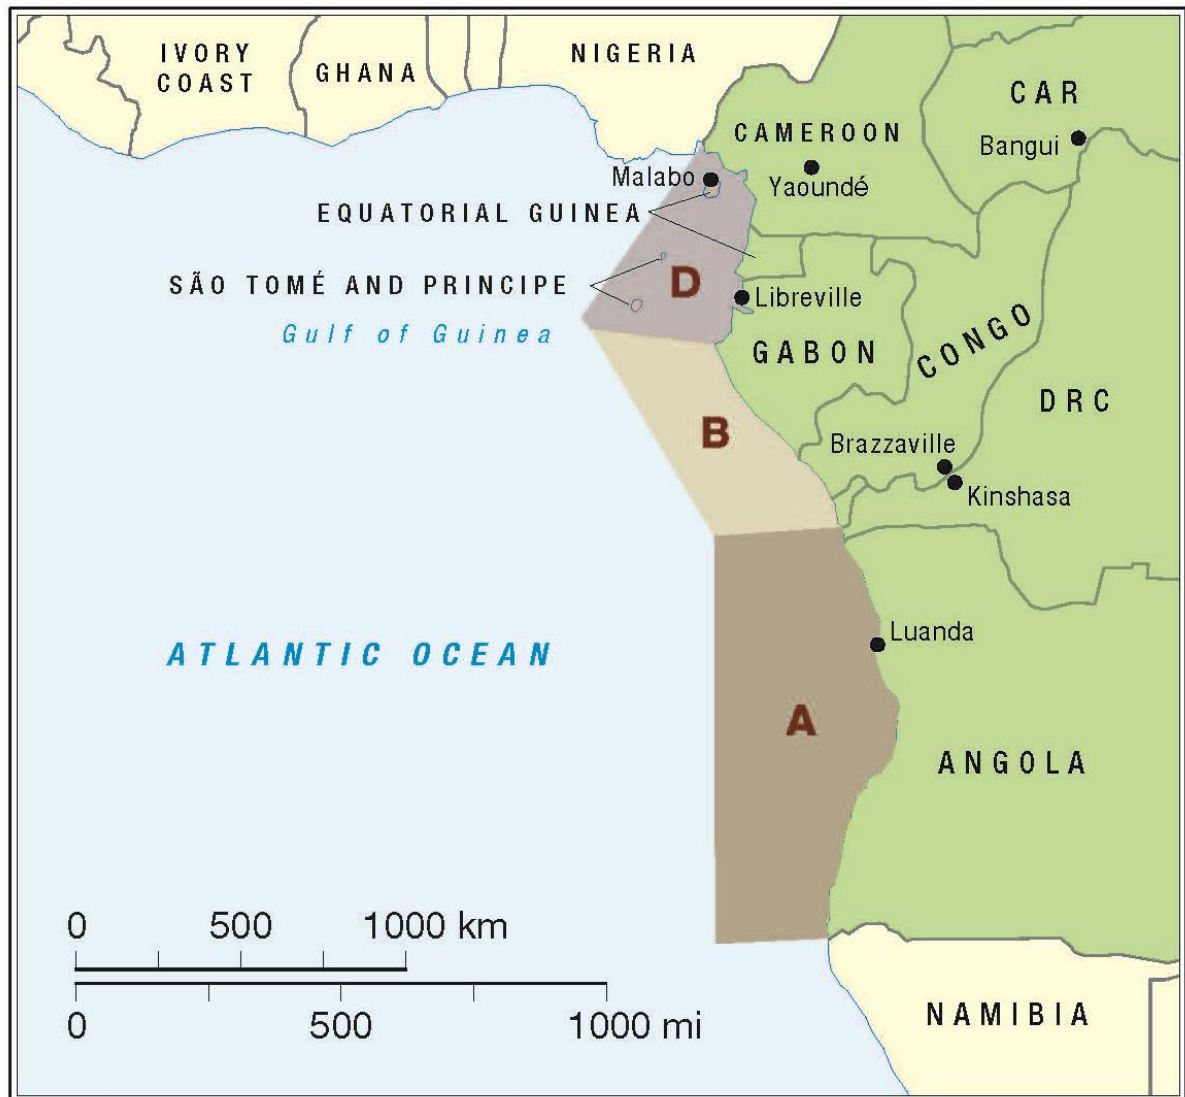 IVORY
COAST
GHANA
NIGERIA
CAR
Bangui
CAMEROON
Yaoundé
Malabo
EQUATORIAL GUINEA
SÃO TOMÉ AND PRINCIPE
D
Libreville
Gulf of Guinea
GABON
CONGO
DRC
B
Brazzaville
Kinshasa
Luanda
ATLANTIC OCEAN
A
ANGOLA
0 500 1000 km
0 500 1000 mi
NAMIBIA